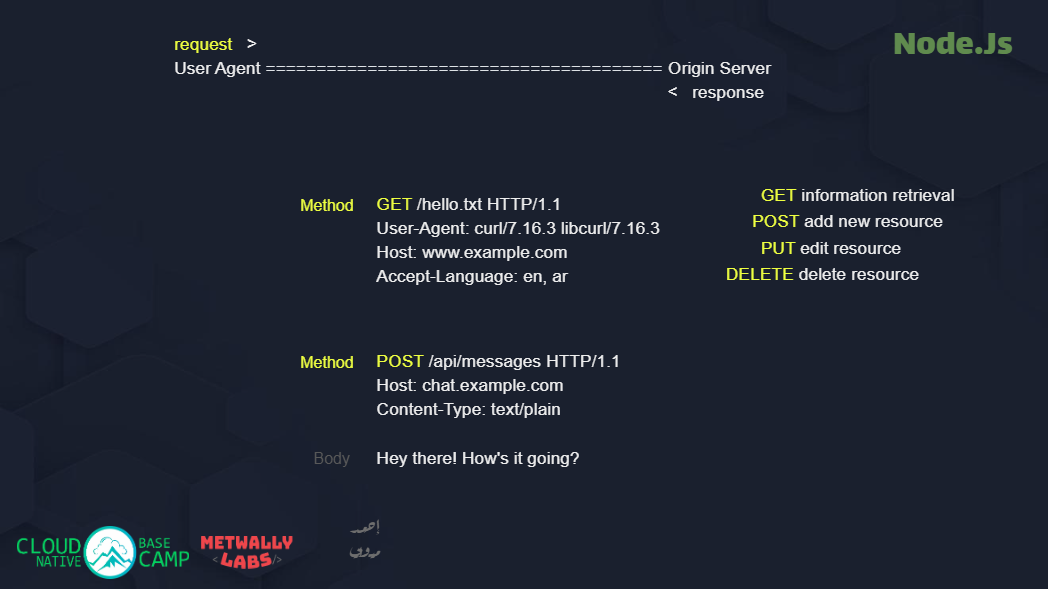 Node.Js
request >
User Agent ======================================= Origin Server
< response
Method GET /hello.txt HTTP/1.1
User-Agent: curl/7.16.3 libcurl/7.16.3
Host: www.example.com
Accept-Language: en, ar
GET information retrieval
POST add new resource
PUT edit resource
DELETE delete resource
Method POST /api/messages HTTP/1.1
Host: chat.example.com
Content-Type: text/plain
Body Hey there! How's it going?
CLOUD NATIVE BASE CAMP
METWALLY
<LABS/>
أحمد